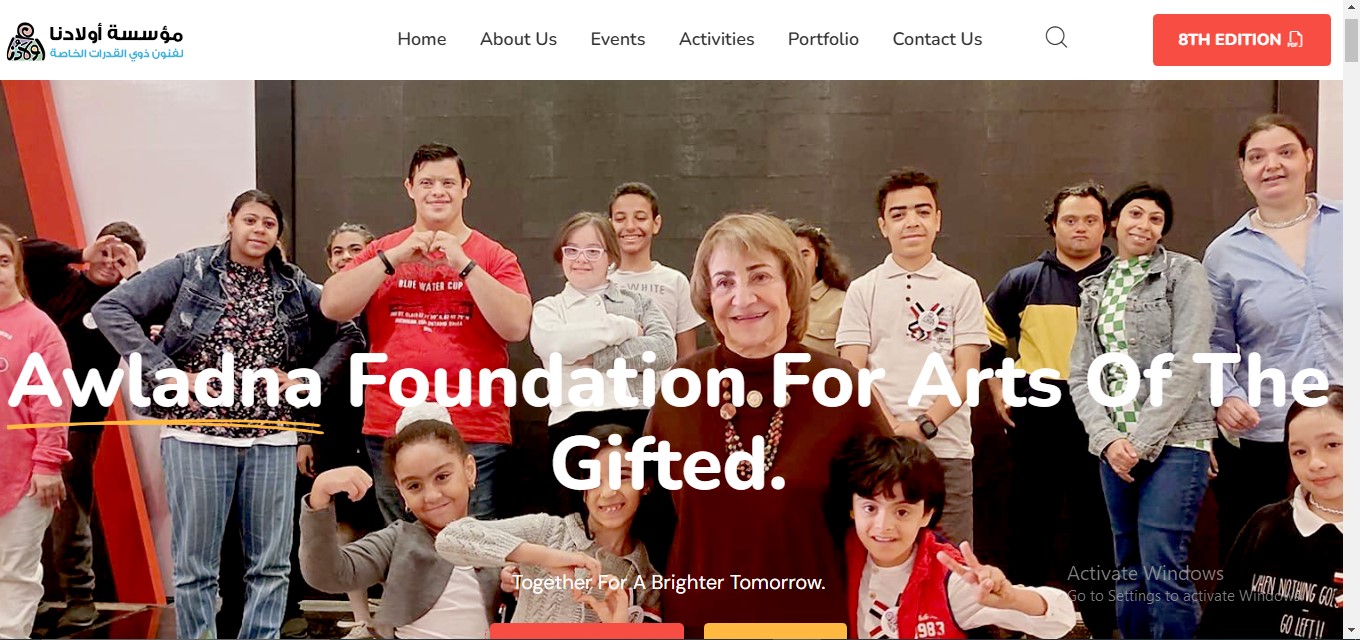 مؤسسة أولادنا
لفنون ذوي القدرات الخاصة
Home About Us Events Activities Portfolio Contact Us
8TH EDITION
PDF
BLUE WATER CUP
WHITE
Awladna Foundation For Arts Of The
Gifted.
Together For A Brighter Tomorrow.
Activate Windows
Go to Settings to activate Windows.
WHEN NOTHING GOES
GO LEFT!!
1983